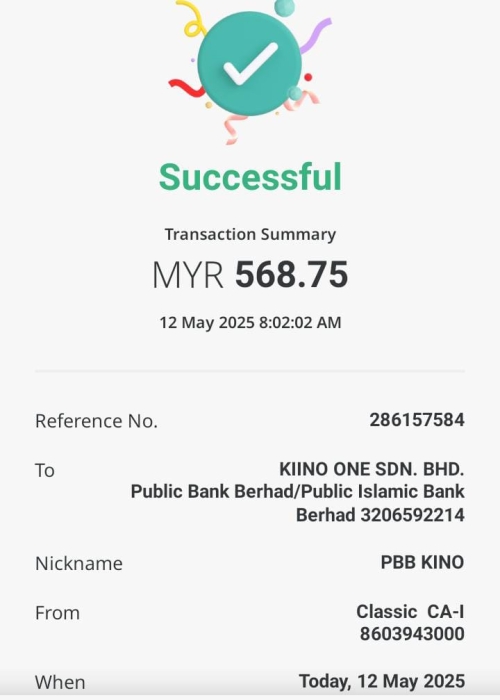 Successful
Transaction Summary
MYR 568.75
12 May 2025 8:02:02 AM
Reference No. 286157584
To KIINO ONE SDN. BHD.
Public Bank Berhad/Public Islamic Bank
Berhad 3206592214
Nickname PBB KINO
From Classic CA-I
8603943000
When Today, 12 May 2025